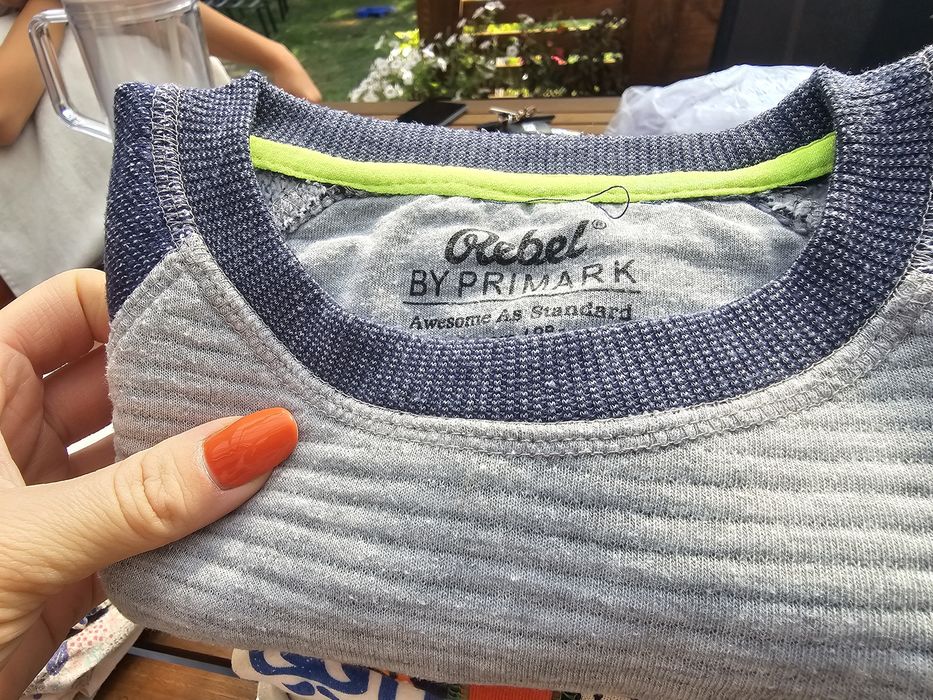 Rebel®
BY PRIMARK
Awesome As Standard